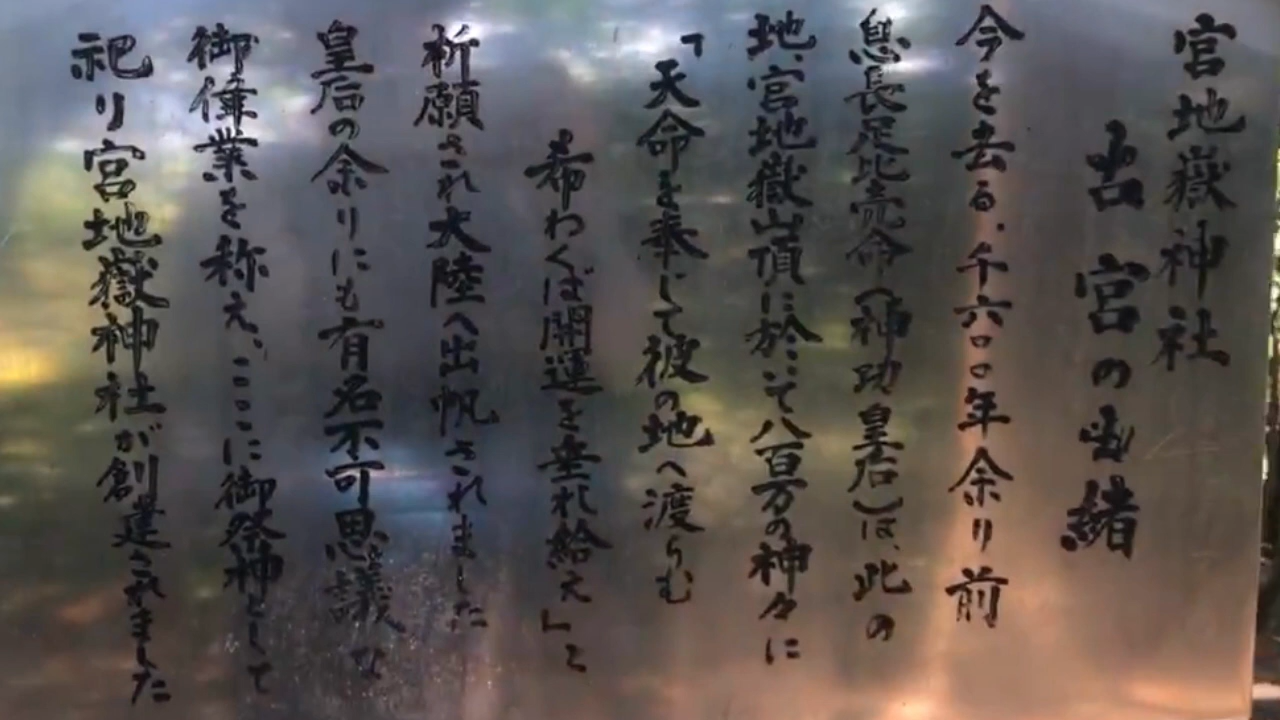 宮地嶽神社
古宮の由緒
今を去る、千六〇〇年余り前
息長足比売命(神功皇后)は、此の
地、宮地嶽山頂に於いて八百万の神々に
「天命を奉じて彼の地へ渡らむ
希わくば開運を垂れ給え」と
祈願され大陸へ出帆されました
皇后の余りにも有名不可思議な
御偉業を称え、ここに御祭神として
祀り宮地嶽神社が創建されました